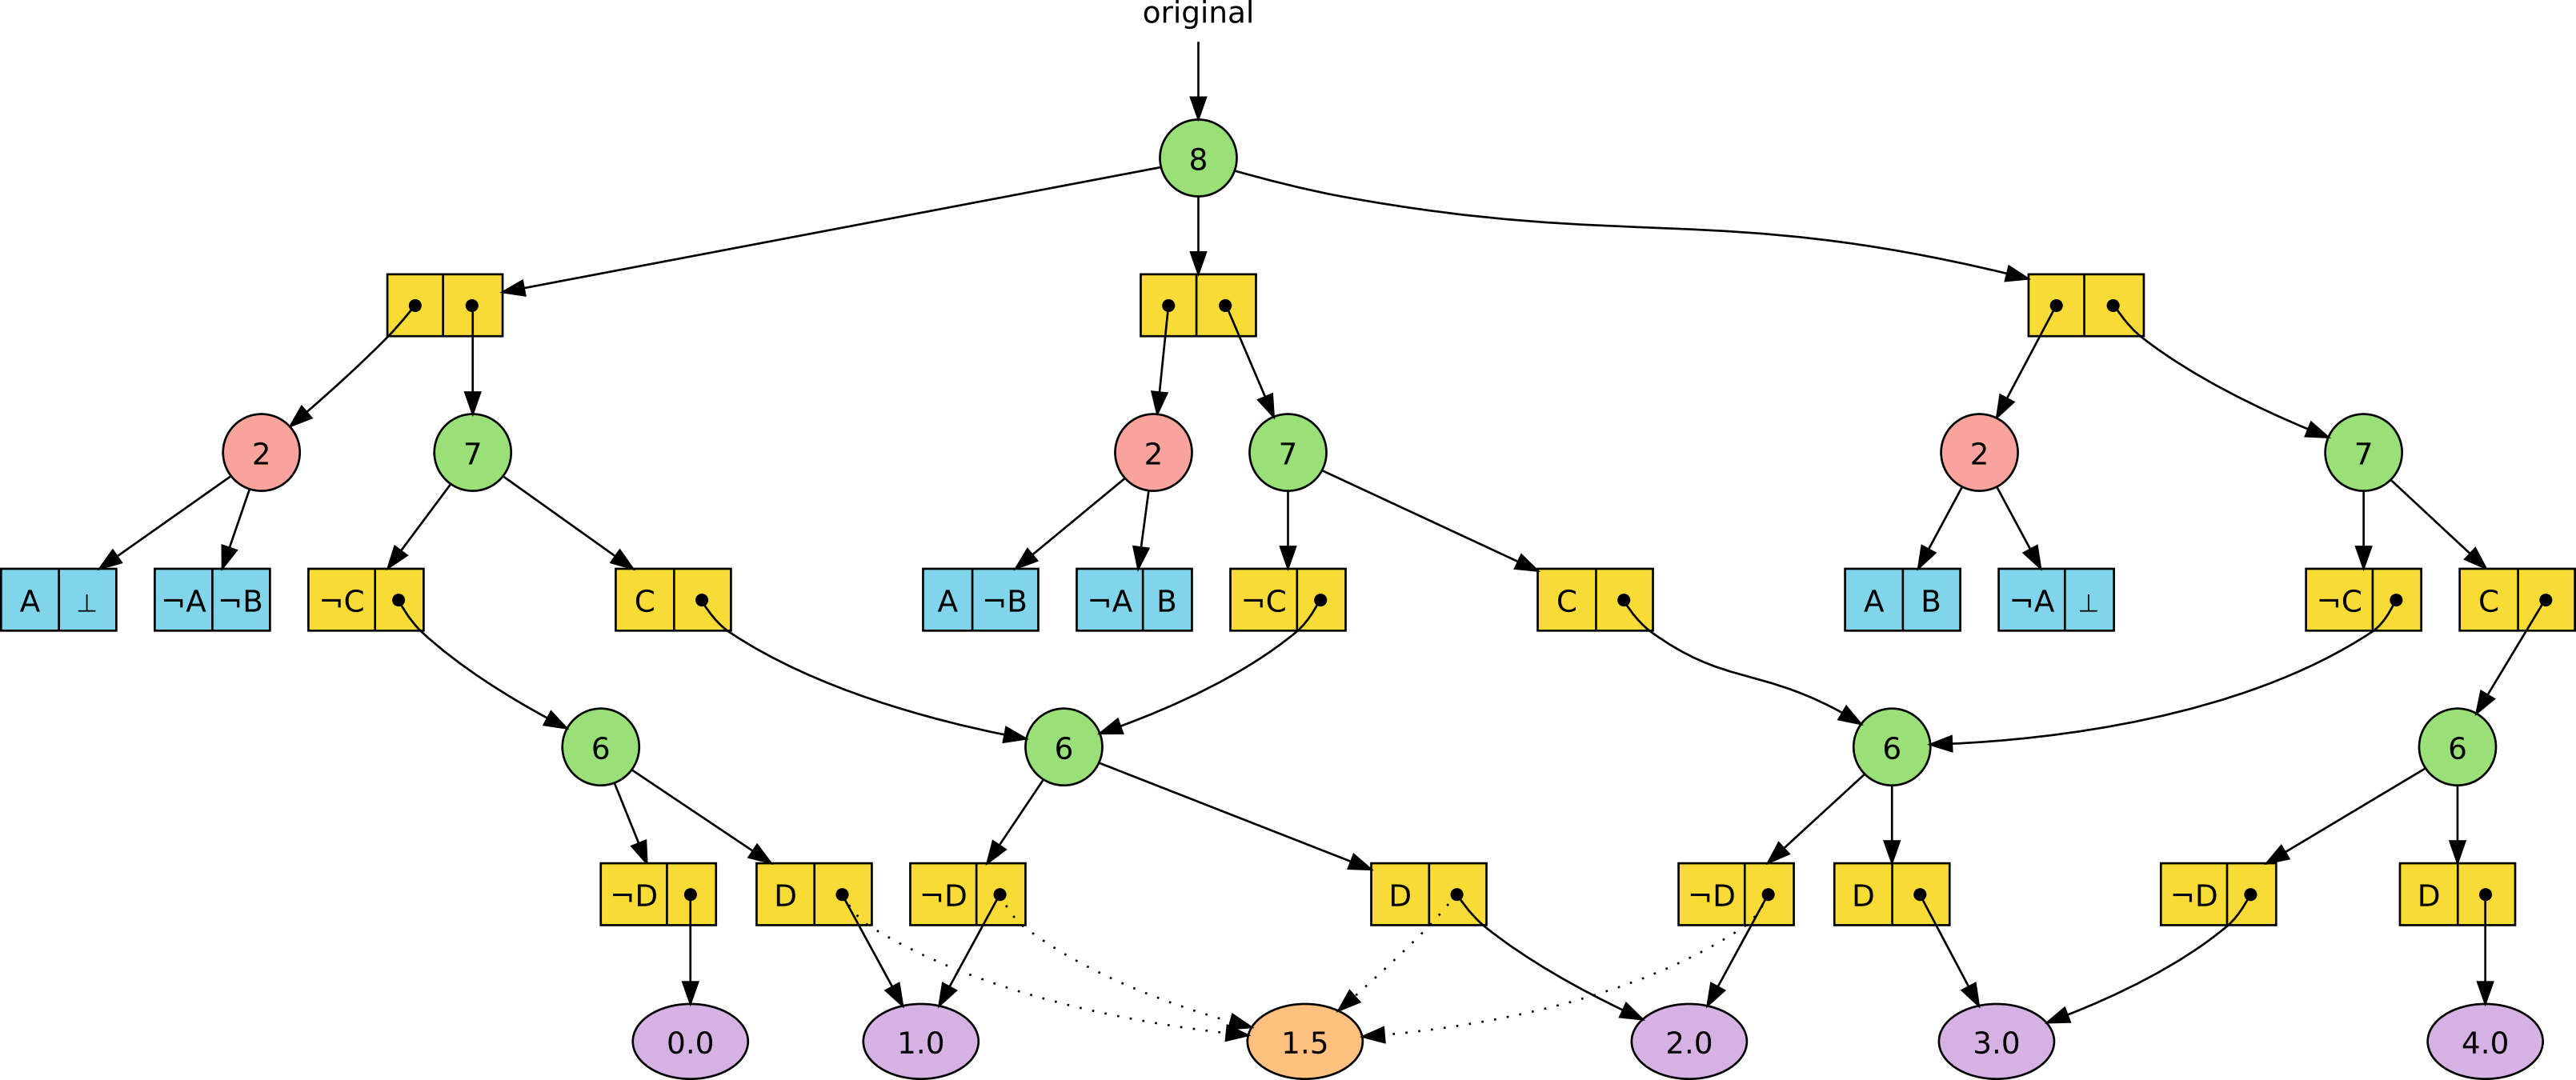 original
8
2 7 2 7 2 7
A ⊥ ¬A ¬B ¬C C A ¬B ¬A B ¬C C A B ¬A ⊥ ¬C C
6 6 6 6
¬D D ¬D D ¬D D ¬D D
0.0 1.0 1.5 2.0 3.0 4.0